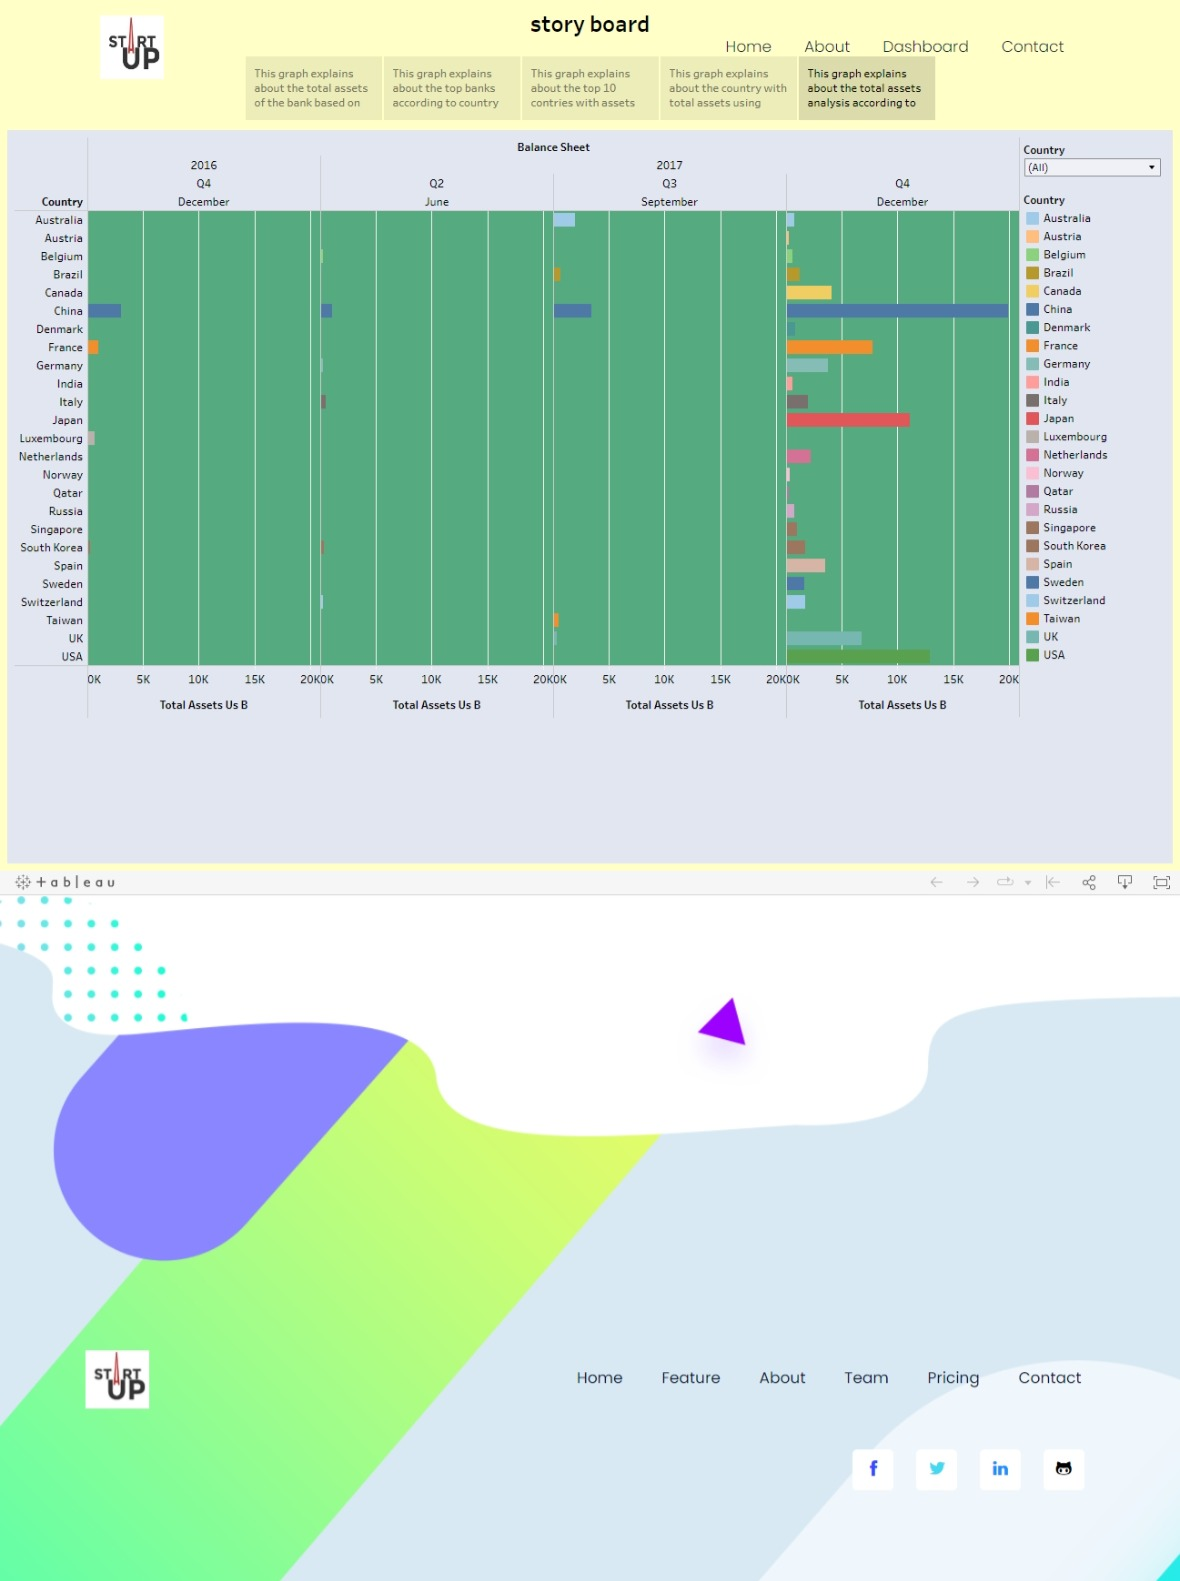 START
UP
story board
Home About Dashboard Contact
This graph explains
about the total assets
of the bank based on
This graph explains
about the top banks
according to country
This graph explains
about the top 10
contries with assets
This graph explains
about the country with
total assets using
This graph explains
about the total assets
analysis according to
Balance Sheet
2016 2017
Q4 Q2 Q3 Q4
Country December June September December
Australia
Austria
Belgium
Brazil
Canada
China
Denmark
France
Germany
India
Italy
Japan
Luxembourg
Netherlands
Norway
Qatar
Russia
Singapore
South Korea
Spain
Sweden
Switzerland
Taiwan
UK
USA
0K 5K 10K 15K 20K 0K 5K 10K 15K 20K 0K 5K 10K 15K 20K 0K 5K 10K 15K 20K
Total Assets Us B Total Assets Us B Total Assets Us B Total Assets Us B
Country
(All)
Country
Australia
Austria
Belgium
Brazil
Canada
China
Denmark
France
Germany
India
Italy
Japan
Luxembourg
Netherlands
Norway
Qatar
Russia
Singapore
South Korea
Spain
Sweden
Switzerland
Taiwan
UK
USA
+ableau
START
UP
Home Feature About Team Pricing Contact
f in